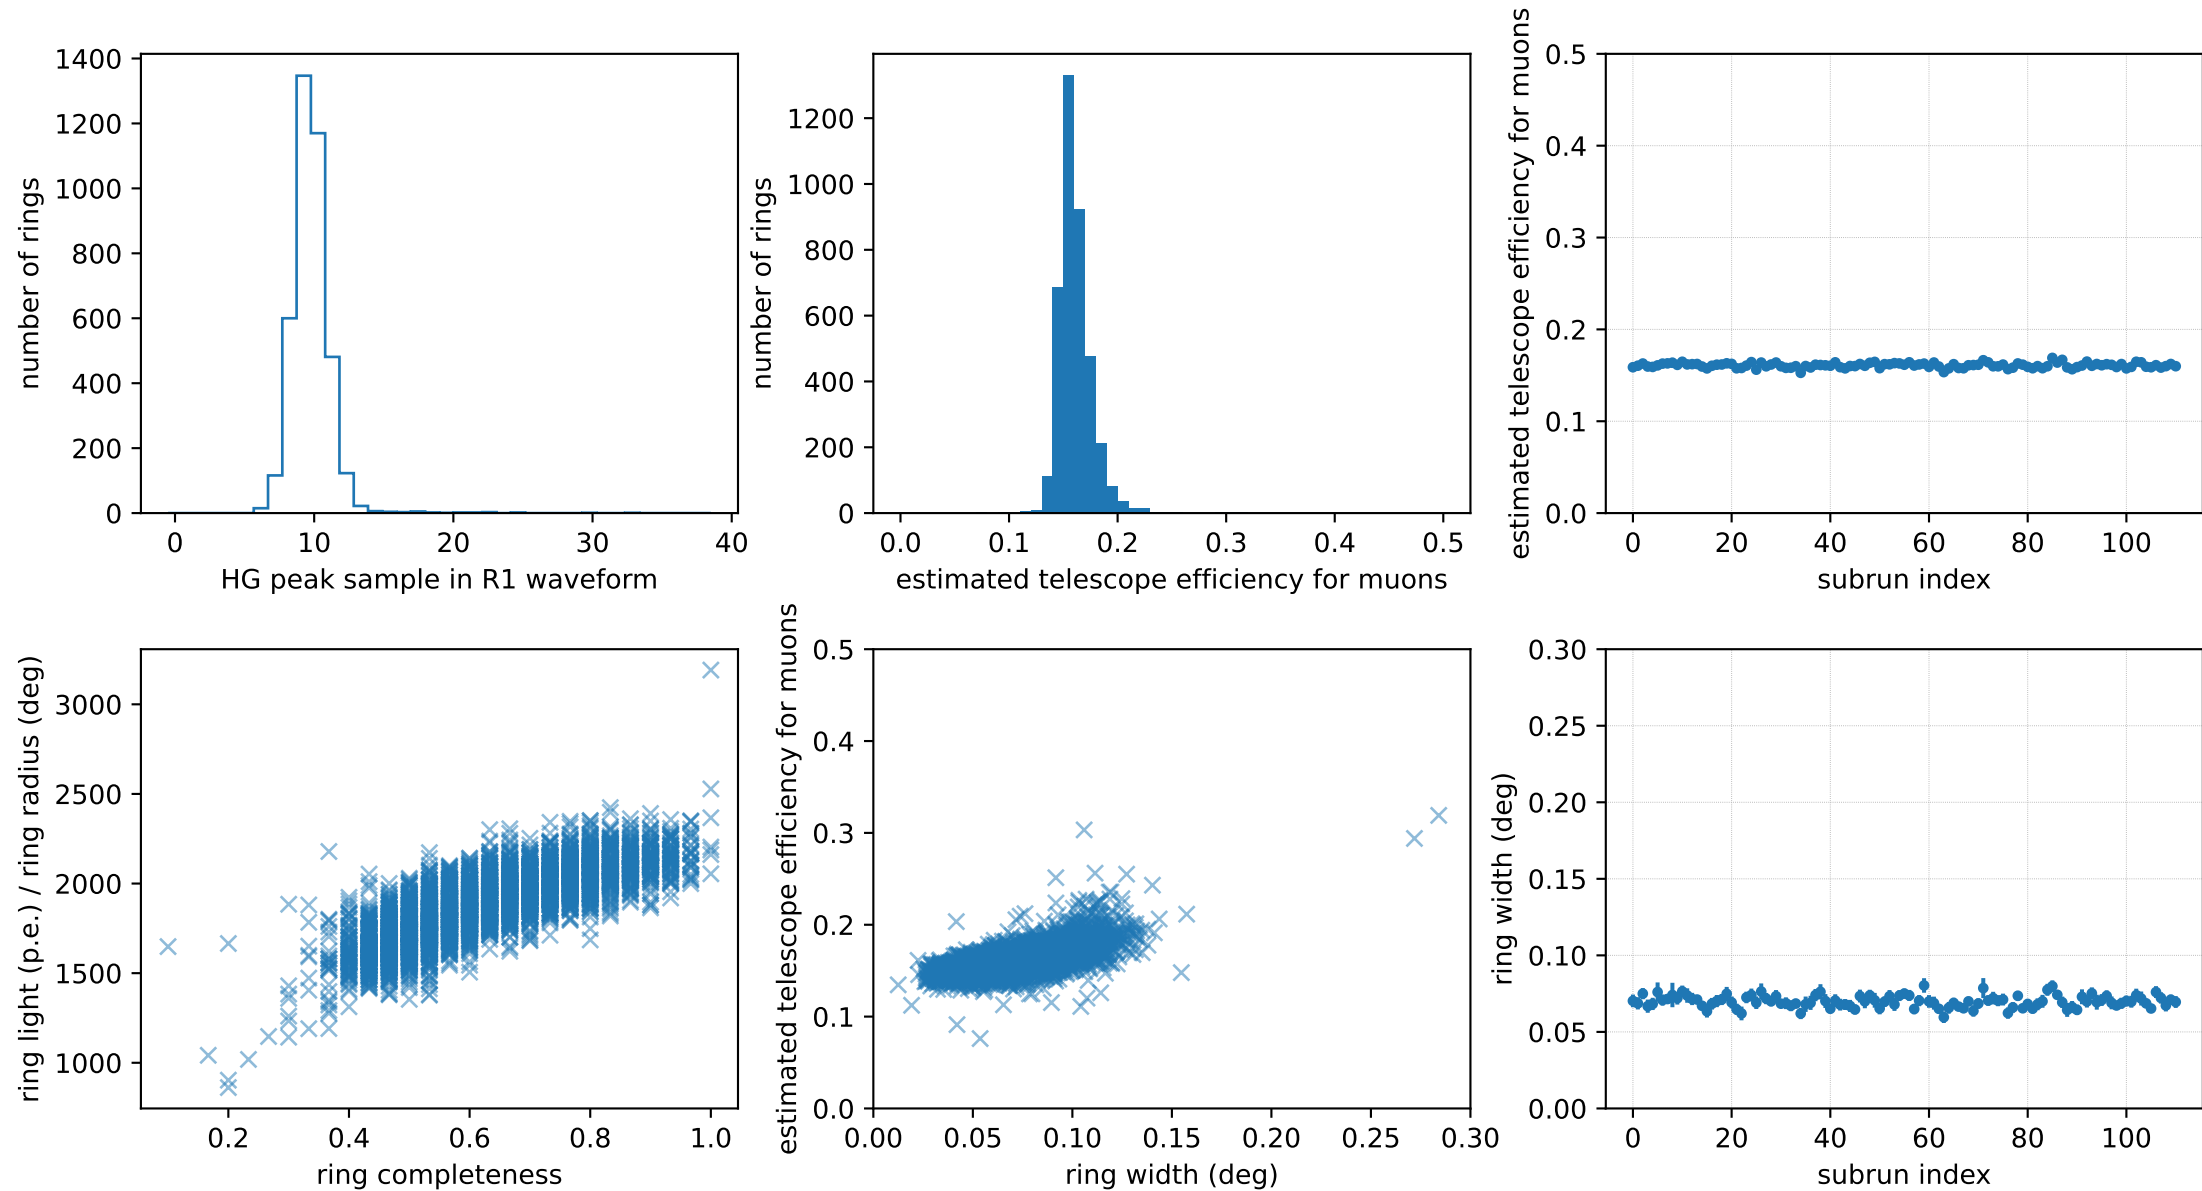 1400
1200
1000
800
600
400
200
0
number of rings
0 10 20 30 40
HG peak sample in R1 waveform
1200
1000
800
600
400
200
0
number of rings
0.0 0.1 0.2 0.3 0.4 0.5
estimated telescope efficiency for muons
0.5
0.4
0.3
0.2
0.1
0.0
estimated telescope efficiency for muons
0 20 40 60 80 100
subrun index
3000
2500
2000
1500
1000
ring light (p.e.) / ring radius (deg)
0.2 0.4 0.6 0.8 1.0
ring completeness
0.5
0.4
0.3
0.2
0.1
0.0
estimated telescope efficiency for muons
0.00 0.05 0.10 0.15 0.20 0.25 0.30
ring width (deg)
0.30
0.25
0.20
0.15
0.10
0.05
0.00
ring width (deg)
0 20 40 60 80 100
subrun index